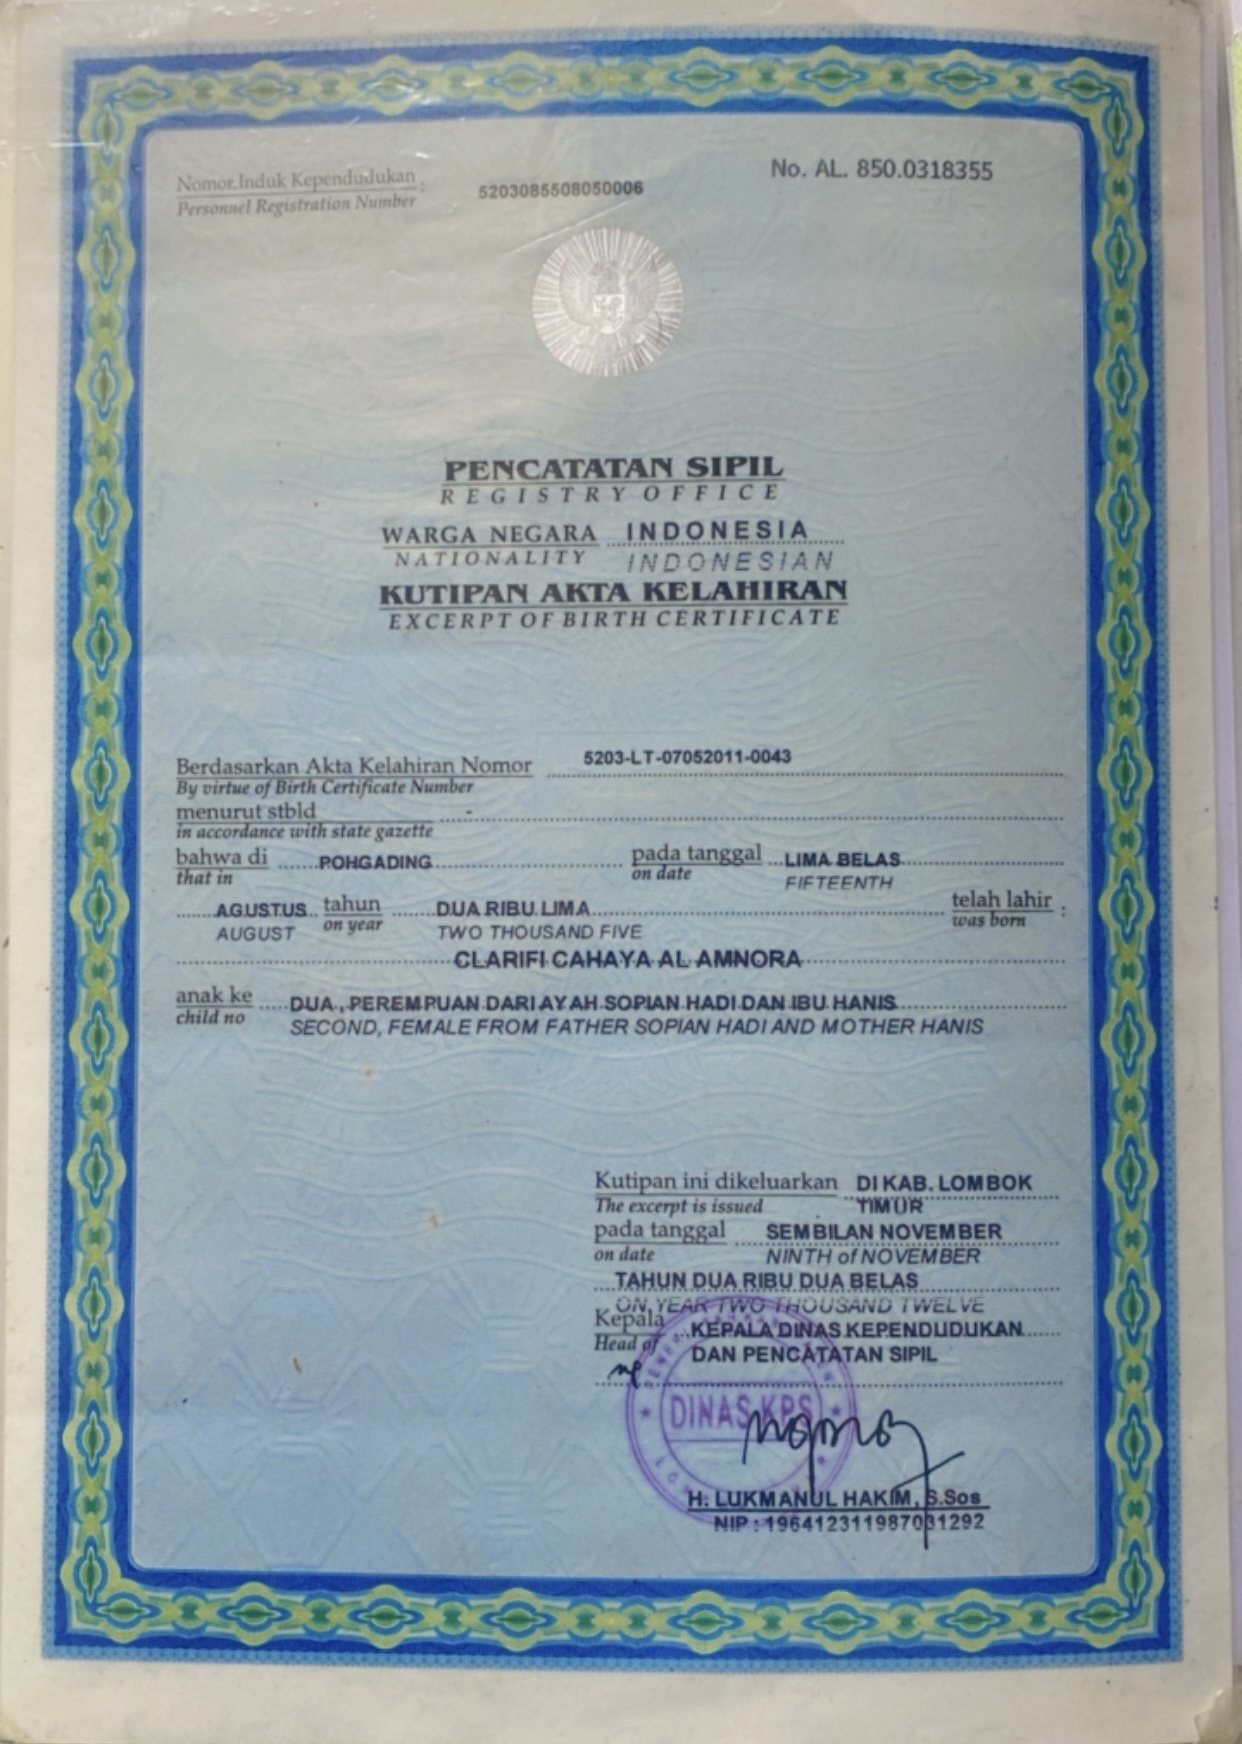 No. AL. 850.0318355
Nomor Induk Kependudukan : 5203085508050006
Personnel Registration Number
PENCATATAN SIPIL
REGISTRY OFFICE
WARGA NEGARA INDONESIA
NATIONALITY INDONESIAN
KUTIPAN AKTA KELAHIRAN
EXCERPT OF BIRTH CERTIFICATE
Berdasarkan Akta Kelahiran Nomor 5203-LT-07052011-0043
By virtue of Birth Certificate Number
menurut stbld -
in accordance with state gazette
bahwa di POHGADING pada tanggal LIMA BELAS
that in on date FIFTEENTH
AGUSTUS tahun DUA RIBU LIMA telah lahir :
AUGUST on year TWO THOUSAND FIVE was born
CLARIFI CAHAYA AL AMNORA
anak ke DUA , PEREMPUAN DARI AYAH SOPIAN HADI DAN IBU HANIS
child no SECOND, FEMALE FROM FATHER SOPIAN HADI AND MOTHER HANIS
Kutipan ini dikeluarkan DI KAB. LOMBOK
The excerpt is issued TIMUR
pada tanggal SEMBILAN NOVEMBER
on date NINTH of NOVEMBER
TAHUN DUA RIBU DUA BELAS
ON YEAR TWO THOUSAND TWELVE
Kepala KEPALA DINAS KEPENDUDUKAN
Head of DAN PENCATATAN SIPIL
DINAS KPS
H. LUKMANUL HAKIM, S.Sos
NIP : 196412311987031292